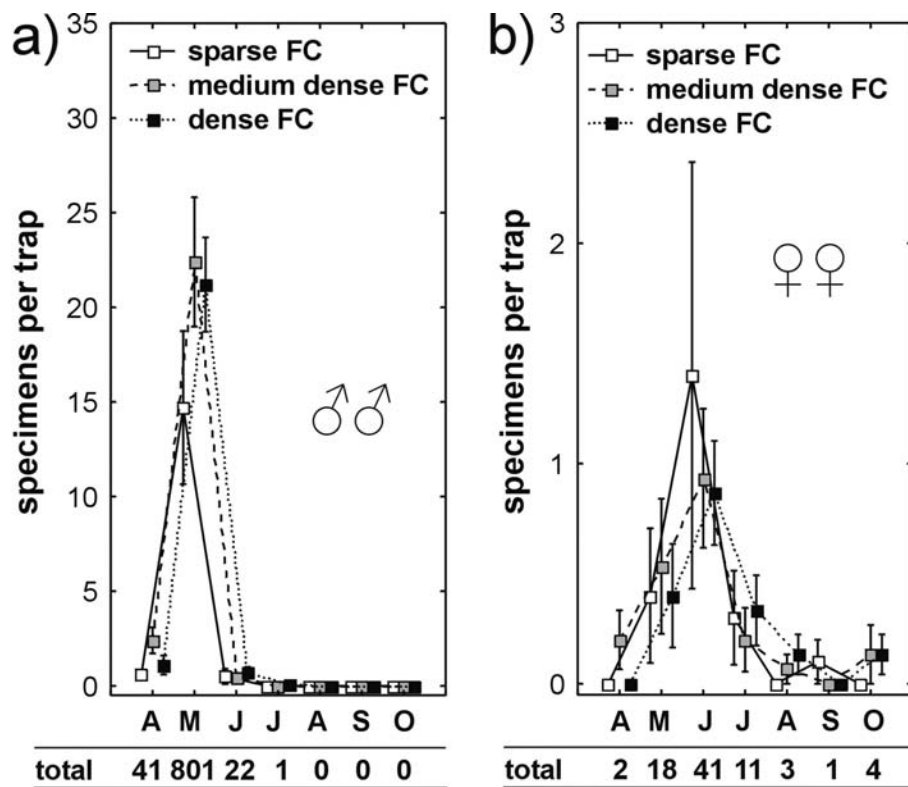 a)
sparse FC
medium dense FC
dense FC
specimens per trap
35
30
25
20
15
10
5
0
♂♂
A M J J A S O
total 41 801 22 1 0 0 0
b)
sparse FC
medium dense FC
dense FC
specimens per trap
3
2
1
0
♀♀
A M J J A S O
total 2 18 41 11 3 1 4